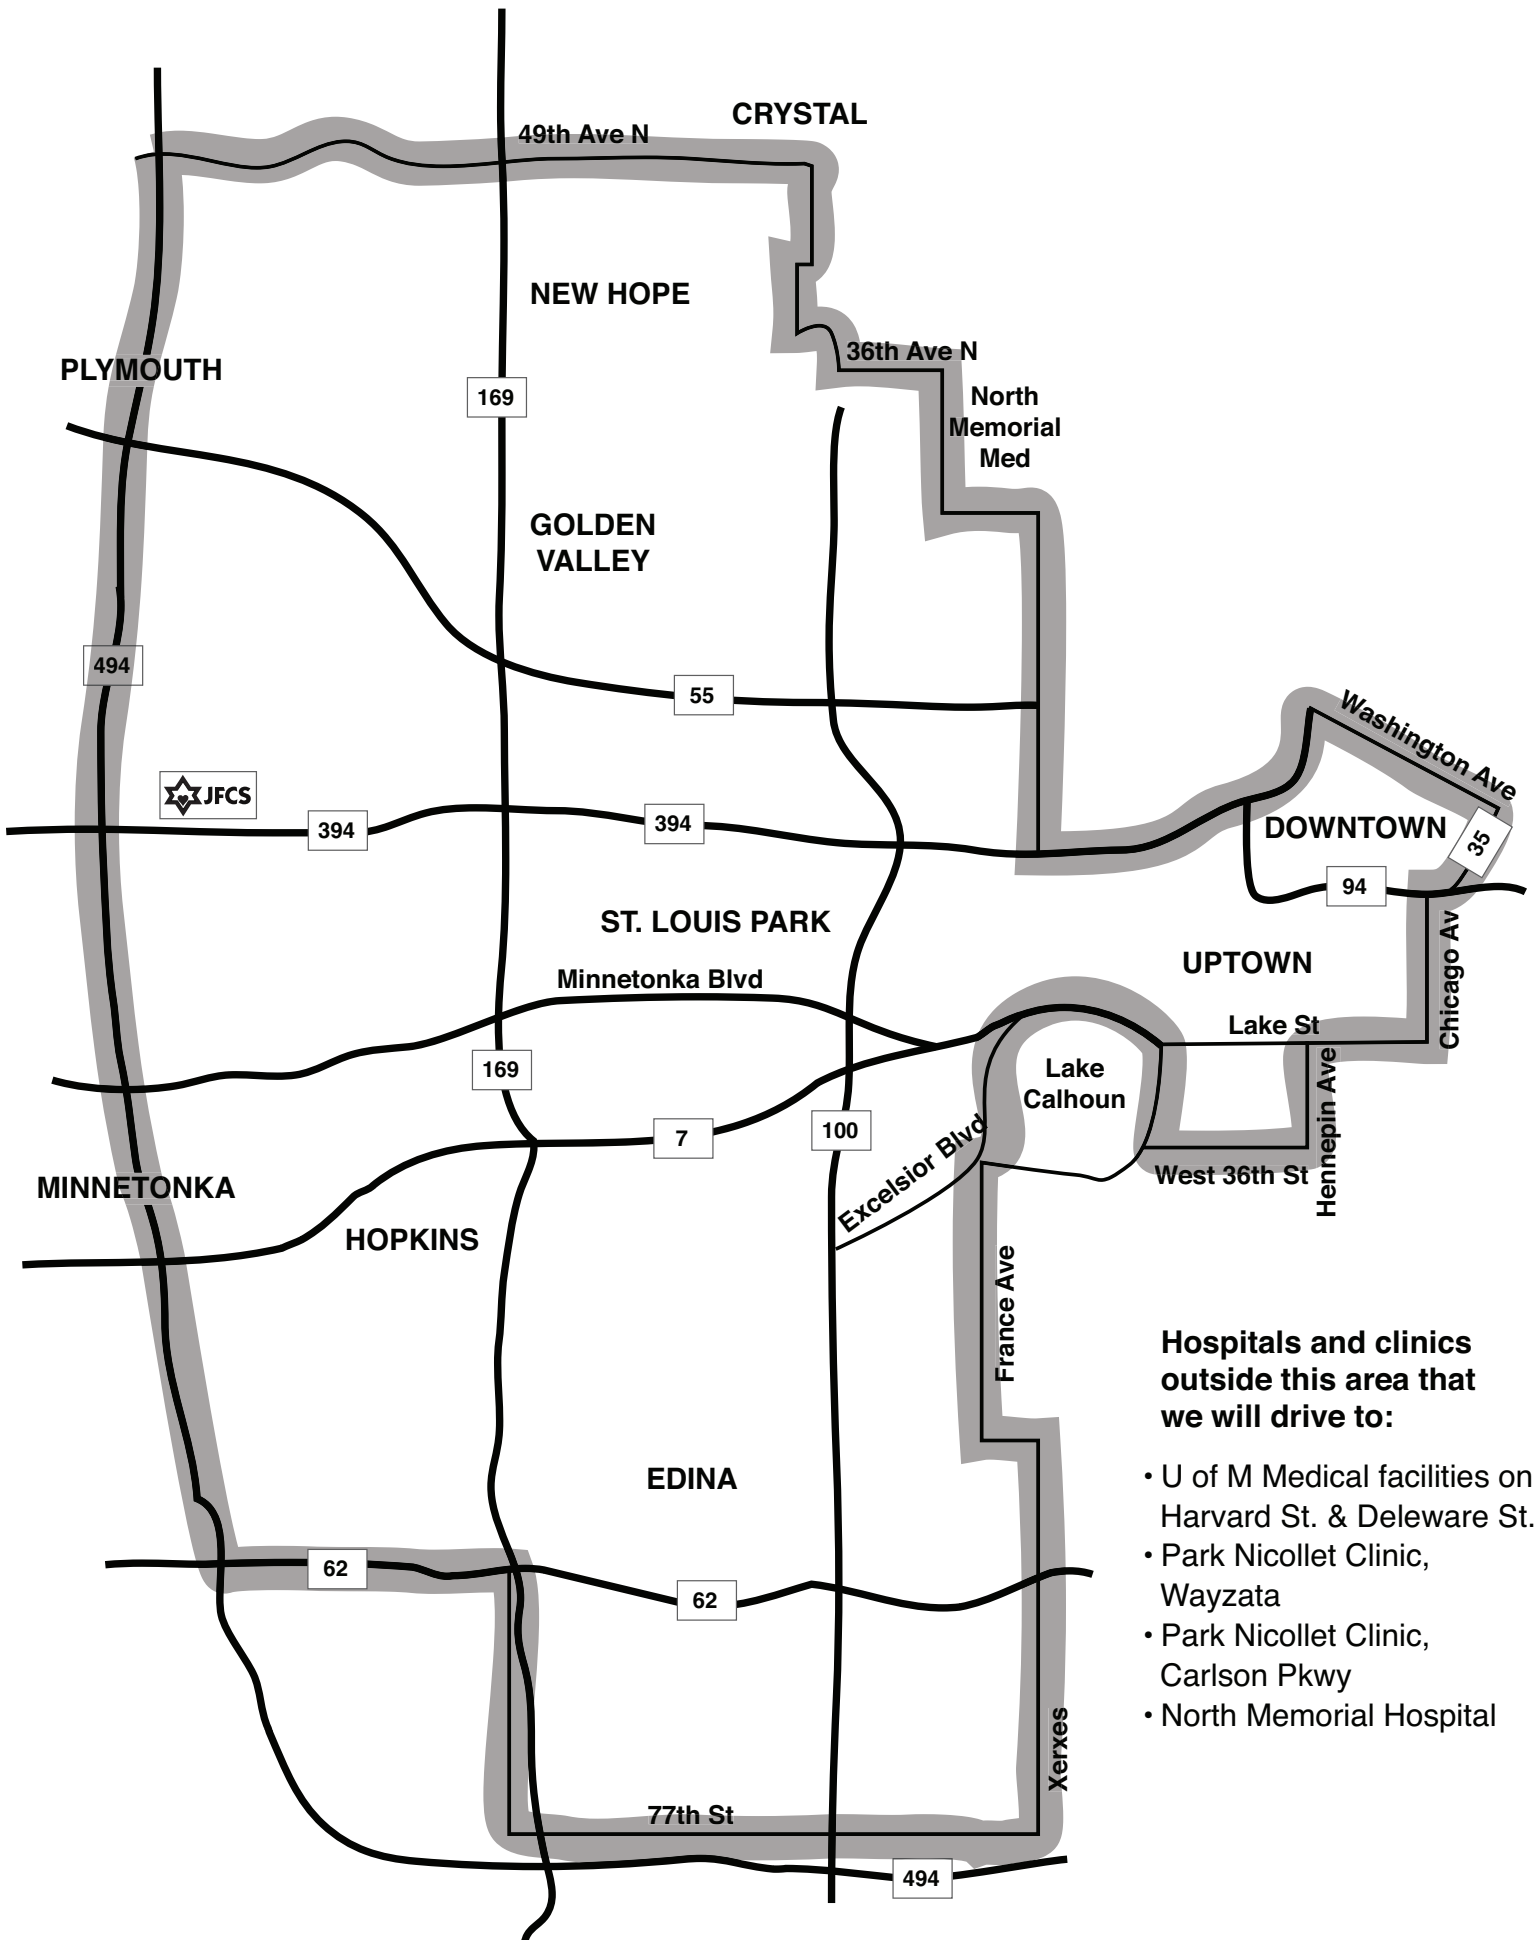 CRYSTAL
49th Ave N
NEW HOPE
36th Ave N
PLYMOUTH
169
North
Memorial
Med
GOLDEN
VALLEY
494
55
Washington Ave
JFCS
394
394
DOWNTOWN
35
94
ST. LOUIS PARK
UPTOWN
Chicago Av
Minnetonka Blvd
Lake St
169
Lake
Calhoun
Hennepin Ave
7
100
Excelsior Blvd
West 36th St
MINNETONKA
HOPKINS
France Ave
Hospitals and clinics
outside this area that
we will drive to:
EDINA
• U of M Medical facilities on
Harvard St. & Deleware St.
• Park Nicollet Clinic,
Wayzata
• Park Nicollet Clinic,
Carlson Pkwy
• North Memorial Hospital
62
62
Xerxes
77th St
494